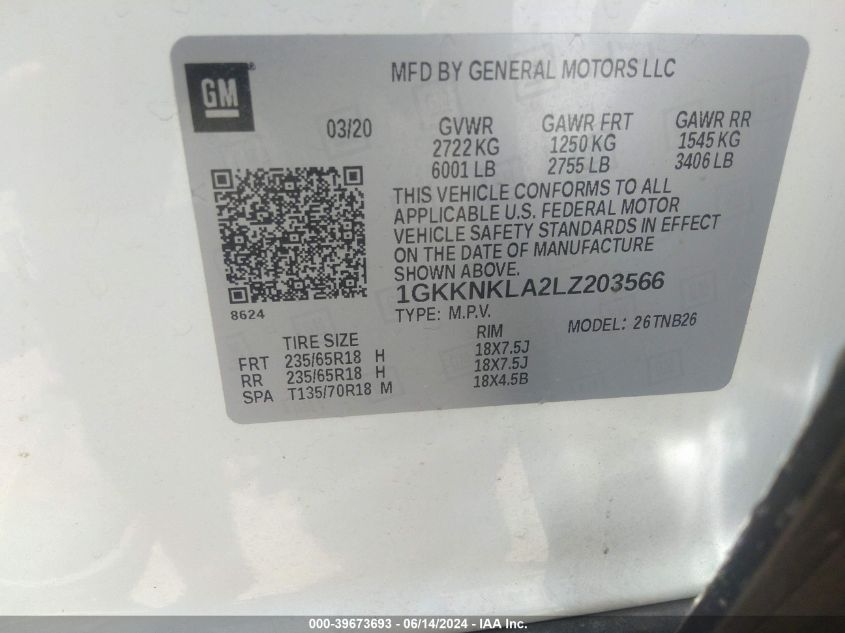 GM
MFD BY GENERAL MOTORS LLC
03/20
GVWR GAWR FRT GAWR RR
2722 KG 1250 KG 1545 KG
6001 LB 2755 LB 3406 LB
THIS VEHICLE CONFORMS TO ALL
APPLICABLE U.S. FEDERAL MOTOR
VEHICLE SAFETY STANDARDS IN EFFECT
ON THE DATE OF MANUFACTURE
SHOWN ABOVE.
1GKKNKLA2LZ203566
8624
TYPE: M.P.V. MODEL: 26TNB26
TIRE SIZE RIM
FRT 235/65R18 H 18X7.5J
RR 235/65R18 H 18X7.5J
SPA T135/70R18 M 18X4.5B
000-39673693 - 06/14/2024 - IAA Inc.